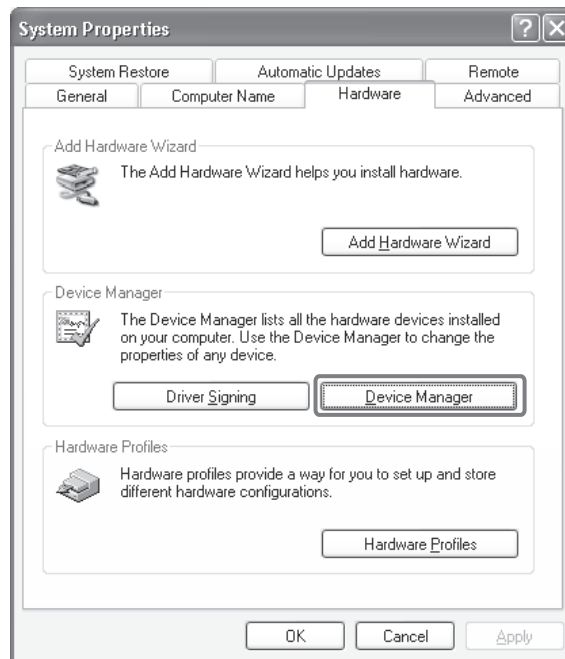 System Properties
System Restore Automatic Updates Remote
General Computer Name Hardware Advanced
Add Hardware Wizard
The Add Hardware Wizard helps you install hardware.
Add Hardware Wizard
Device Manager
The Device Manager lists all the hardware devices installed
on your computer. Use the Device Manager to change the
properties of any device.
Driver Signing Device Manager
Hardware Profiles
Hardware profiles provide a way for you to set up and store
different hardware configurations.
Hardware Profiles
OK Cancel Apply